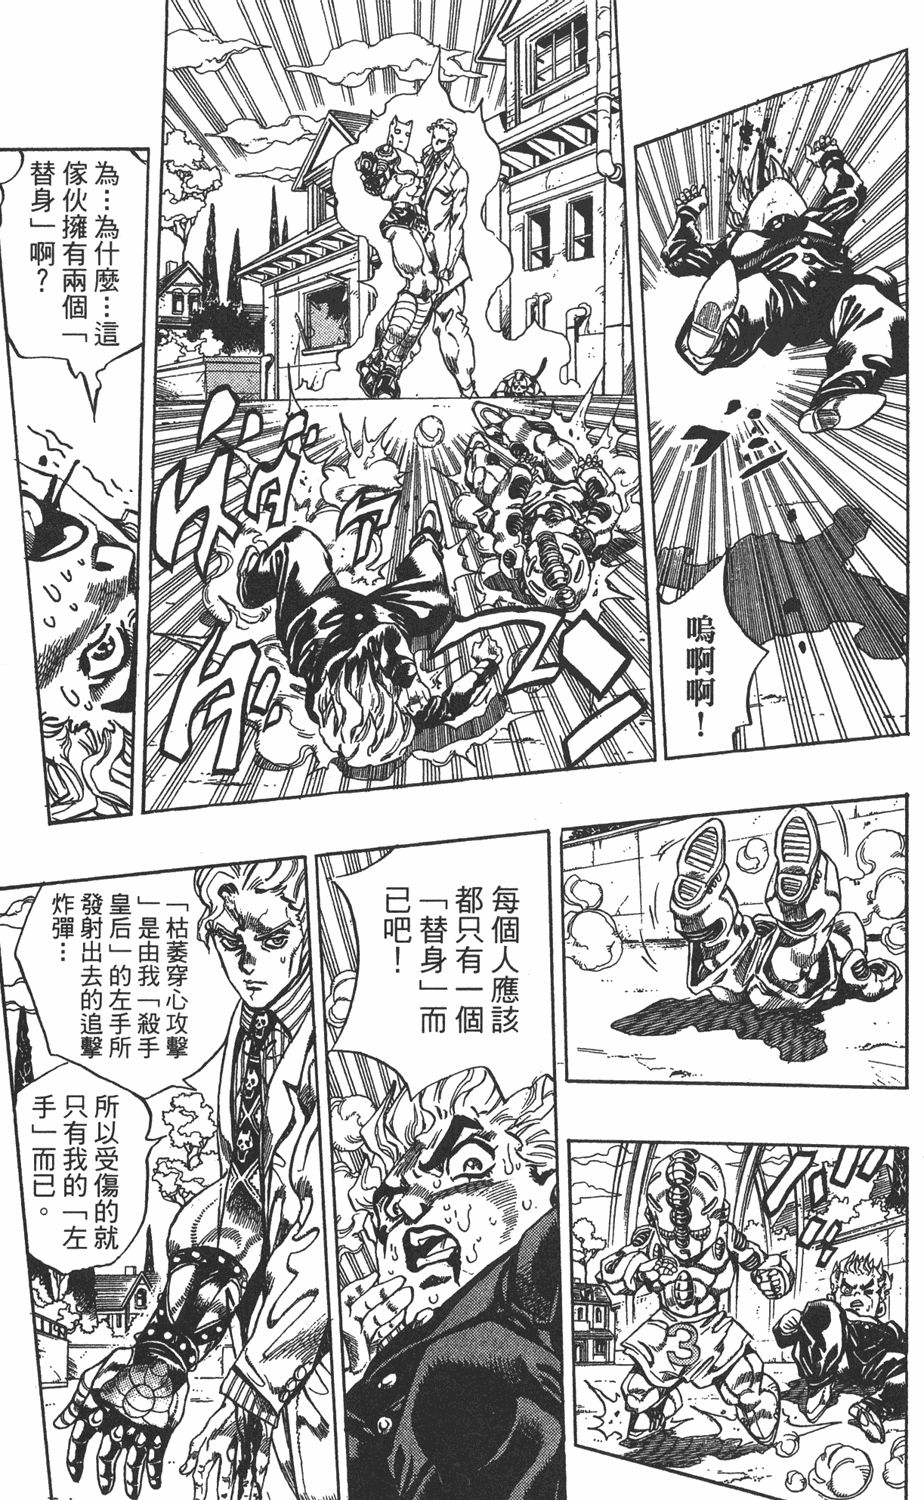 嗚啊啊！
為…為什麼…這
傢伙擁有兩個「
替身」啊？
每個人應該
都只有一個
「替身」而
已吧！
「枯萎穿心攻擊
」是由我「殺手
皇后」的左手所
發射出去的追擊
炸彈…
所以受傷的就
只有我的「左
手」而已。
3